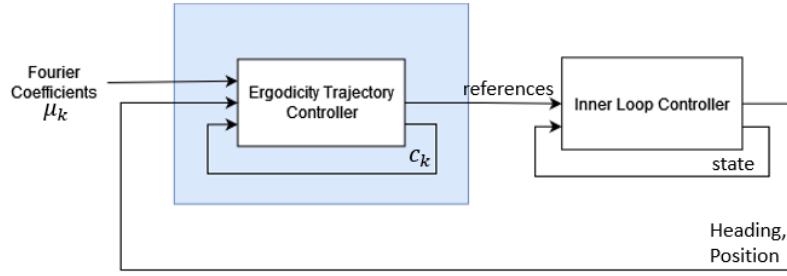 Fourier
Coefficients
μₖ
Ergodicity Trajectory
Controller
cₖ
references
Inner Loop Controller
state
Heading,
Position